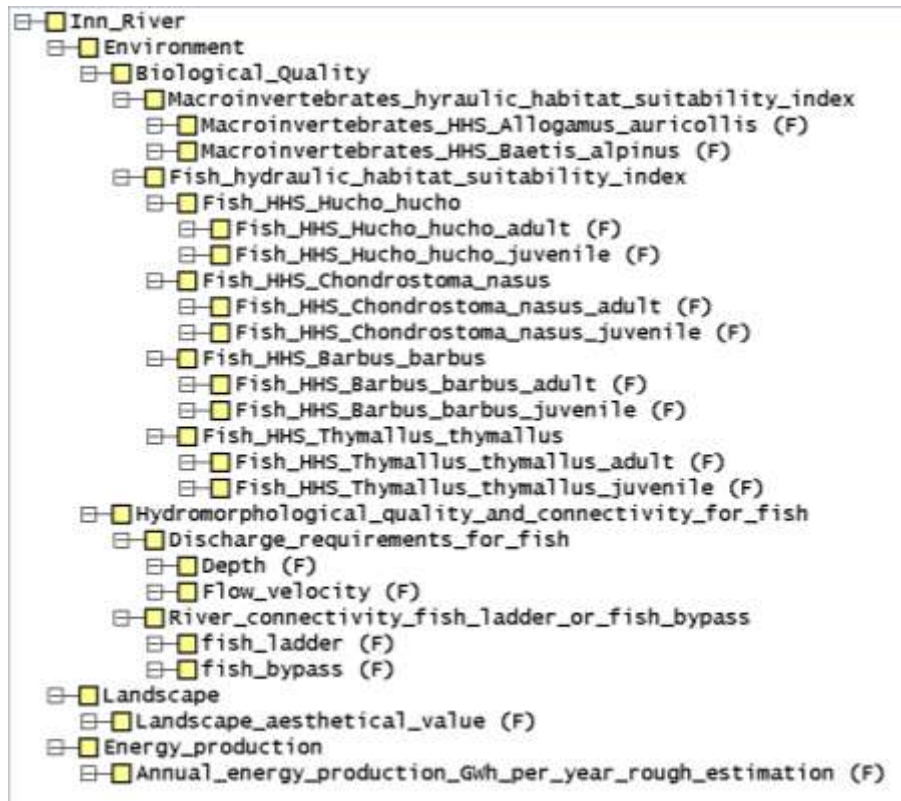 Inn_River
Environment
Biological_Quality
Macroinvertebrates_hyraulic_habitat_suitability_index
Macroinvertebrates_HHS_Allogamus_auricollis (F)
Macroinvertebrates_HHS_Baetis_alpinus (F)
Fish_hydraulic_habitat_suitability_index
Fish_HHS_Hucho_hucho
Fish_HHS_Hucho_hucho_adult (F)
Fish_HHS_Hucho_hucho_juvenile (F)
Fish_HHS_Chondrostoma_nasus
Fish_HHS_Chondrostoma_nasus_adult (F)
Fish_HHS_Chondrostoma_nasus_juvenile (F)
Fish_HHS_Barbus_barbus
Fish_HHS_Barbus_barbus_adult (F)
Fish_HHS_Barbus_barbus_juvenile (F)
Fish_HHS_Thymallus_thymallus
Fish_HHS_Thymallus_thymallus_adult (F)
Fish_HHS_Thymallus_thymallus_juvenile (F)
Hydromorphological_quality_and_connectivity_for_fish
Discharge_requirements_for_fish
Depth (F)
Flow_velocity (F)
River_connectivity_fish_ladder_or_fish_bypass
fish_ladder (F)
fish_bypass (F)
Landscape
Landscape_aesthetical_value (F)
Energy_production
Annual_energy_production_GWh_per_year_rough_estimation (F)